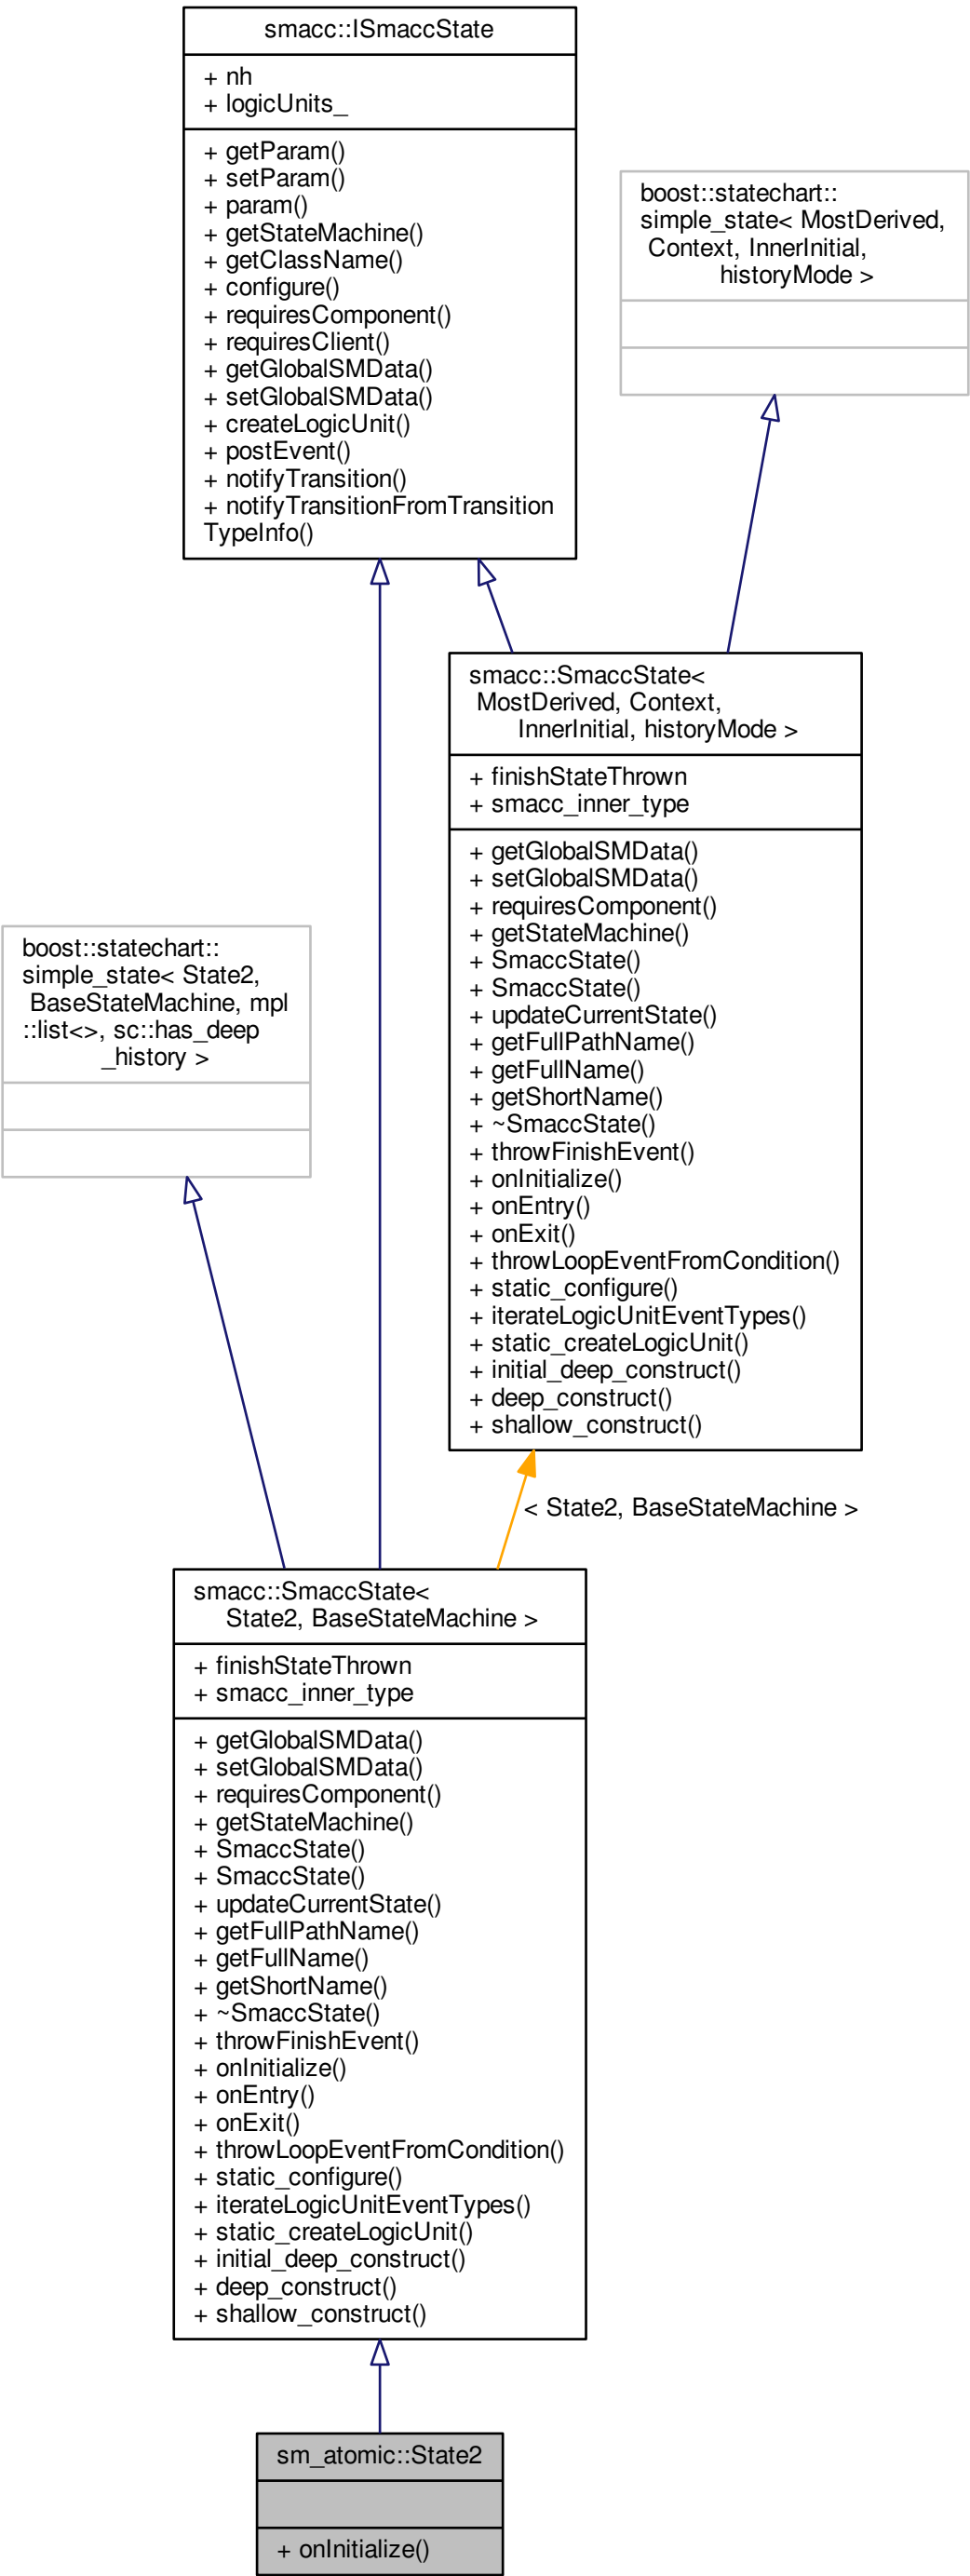 smacc::ISmaccState
+ nh
+ logicUnits_
+ getParam()
+ setParam()
+ param()
+ getStateMachine()
+ getClassName()
+ configure()
+ requiresComponent()
+ requiresClient()
+ getGlobalSMData()
+ setGlobalSMData()
+ createLogicUnit()
+ postEvent()
+ notifyTransition()
+ notifyTransitionFromTransition
TypeInfo()
boost::statechart::
simple_state< MostDerived,
Context, InnerInitial,
historyMode >
smacc::SmaccState<
MostDerived, Context,
InnerInitial, historyMode >
+ finishStateThrown
+ smacc_inner_type
+ getGlobalSMData()
+ setGlobalSMData()
+ requiresComponent()
+ getStateMachine()
+ SmaccState()
+ SmaccState()
+ updateCurrentState()
+ getFullPathName()
+ getFullName()
+ getShortName()
+ ~SmaccState()
+ throwFinishEvent()
+ onInitialize()
+ onEntry()
+ onExit()
+ throwLoopEventFromCondition()
+ static_configure()
+ iterateLogicUnitEventTypes()
+ static_createLogicUnit()
+ initial_deep_construct()
+ deep_construct()
+ shallow_construct()
boost::statechart::
simple_state< State2,
BaseStateMachine, mpl
::list<>, sc::has_deep
_history >
< State2, BaseStateMachine >
smacc::SmaccState<
State2, BaseStateMachine >
+ finishStateThrown
+ smacc_inner_type
+ getGlobalSMData()
+ setGlobalSMData()
+ requiresComponent()
+ getStateMachine()
+ SmaccState()
+ SmaccState()
+ updateCurrentState()
+ getFullPathName()
+ getFullName()
+ getShortName()
+ ~SmaccState()
+ throwFinishEvent()
+ onInitialize()
+ onEntry()
+ onExit()
+ throwLoopEventFromCondition()
+ static_configure()
+ iterateLogicUnitEventTypes()
+ static_createLogicUnit()
+ initial_deep_construct()
+ deep_construct()
+ shallow_construct()
sm_atomic::State2
+ onInitialize()